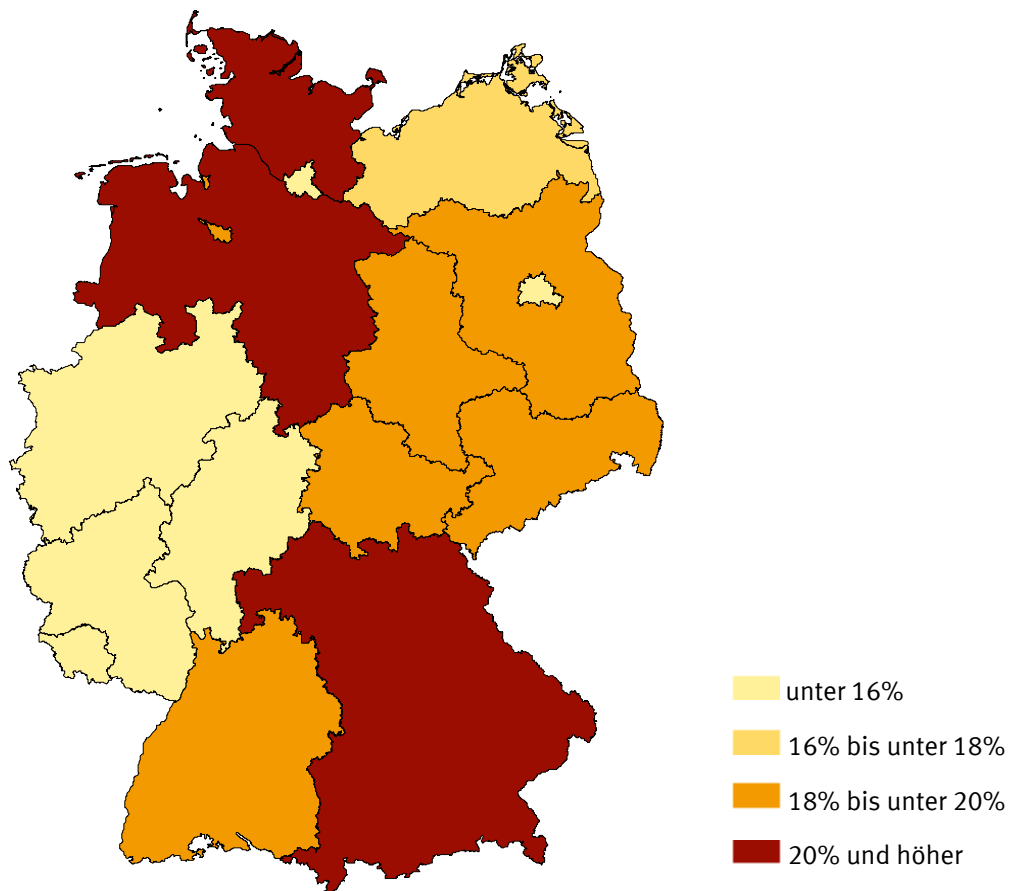 unter 16%
16% bis unter 18%
18% bis unter 20%
20% und höher